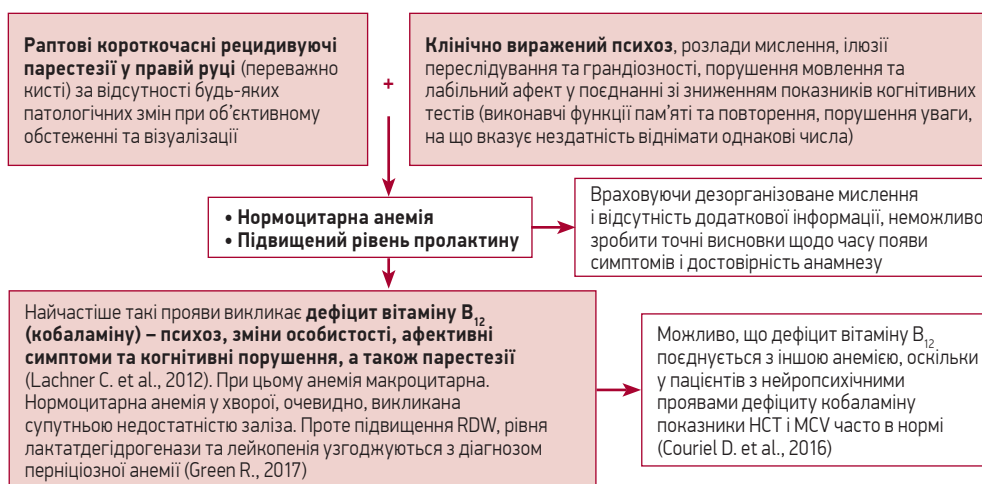 Раптові короткочасні рецидивуючі
парестезії у правій руці (переважно
кисті) за відсутності будь-яких
патологічних змін при об’єктивному
обстеженні та візуалізації
+
Клінічно виражений психоз, розлади мислення, ілюзії
переслідування та грандіозності, порушення мовлення та
лабільний афект у поєднанні зі зниженням показників когнітивних
тестів (виконавчі функції пам’яті та повторення, порушення уваги,
на що вказує нездатність віднімати однакові числа)
• Нормоцитарна анемія
• Підвищений рівень пролактину
Враховуючи дезорганізоване мислення
і відсутність додаткової інформації, неможливо
зробити точні висновки щодо часу появи
симптомів і достовірність анамнезу
Найчастіше такі прояви викликає дефіцит вітаміну B₁₂
(кобаламіну) – психоз, зміни особистості, афективні
симптоми та когнітивні порушення, а також парестезії
(Lachner C. et al., 2012). При цьому анемія макроцитарна.
Нормоцитарна анемія у хворої, очевидно, викликана
супутньою недостатністю заліза. Проте підвищення RDW, рівня
лактатдегідрогенази та лейкопенія узгоджуються з діагнозом
перніціозної анемії (Green R., 2017)
Можливо, що дефіцит вітаміну B₁₂
поєднується з іншою анемією, оскільки
у пацієнтів з нейропсихічними
проявами дефіциту кобаламіну
показники HCT і MCV часто в нормі
(Couriel D. et al., 2016)